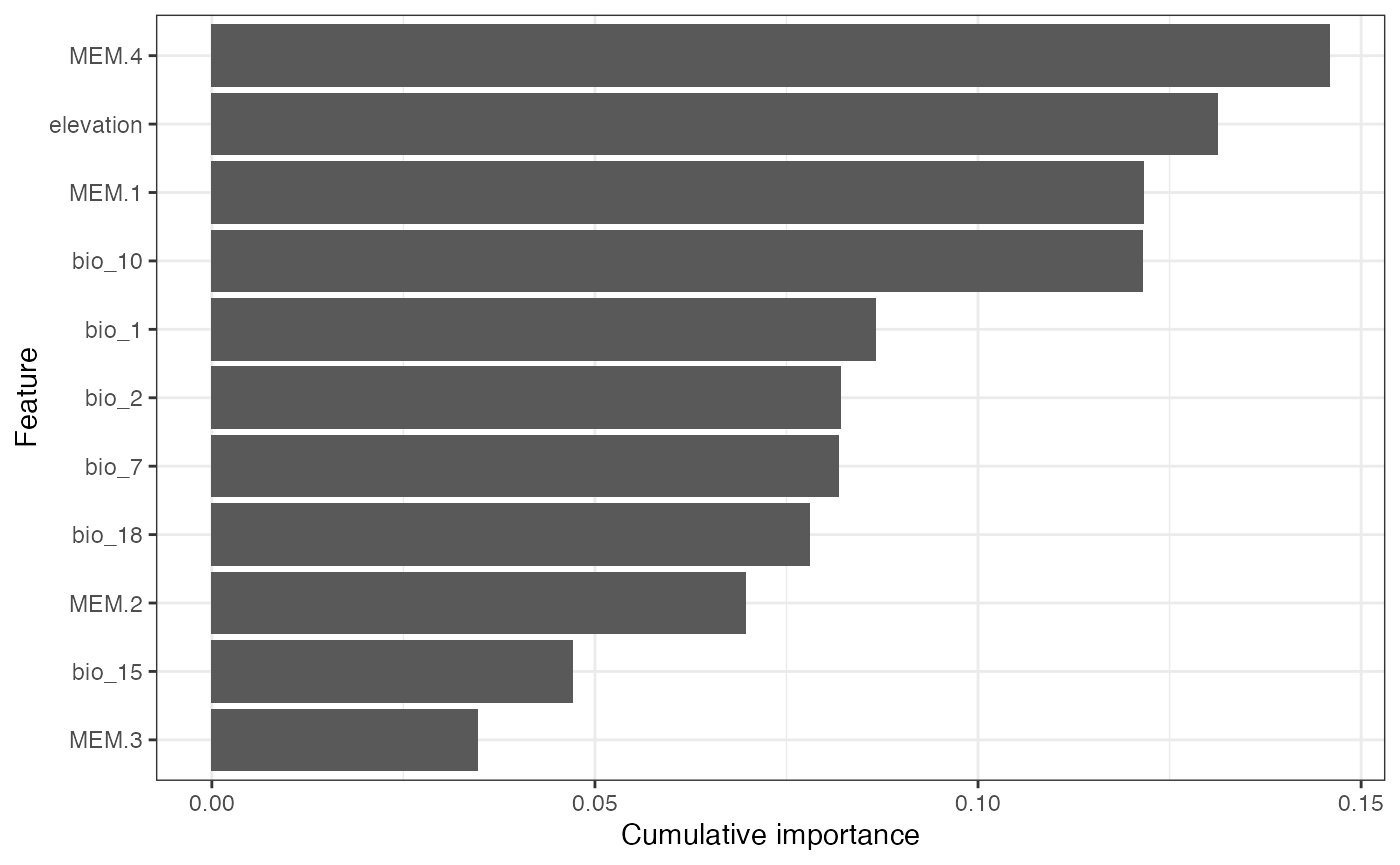 MEM.4
elevation
MEM.1
bio_10
bio_1
bio_2
bio_7
bio_18
MEM.2
bio_15
MEM.3
Feature
0.00 0.05 0.10 0.15
Cumulative importance